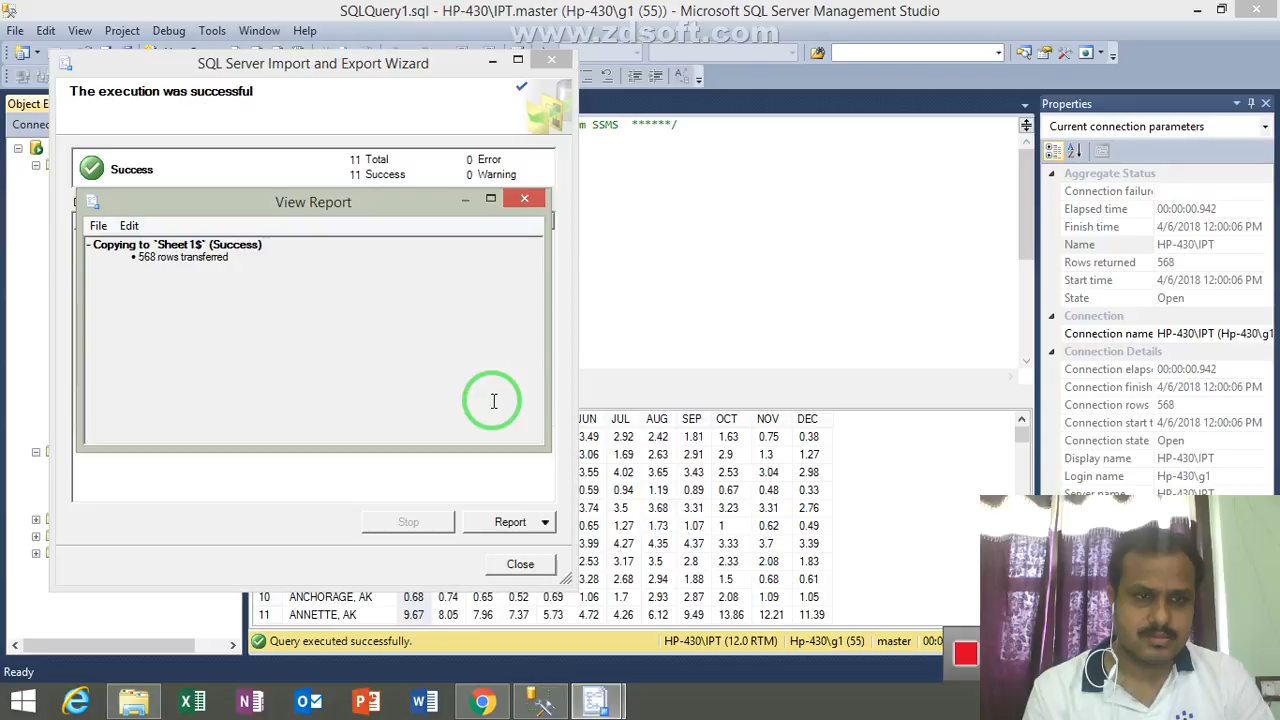 SQLQuery1.sql - HP-430\IPT.master (Hp-430\g1 (55)) - Microsoft SQL Server Management Studio
www.zdsoft.com
File Edit View Project Debug Tools Window Help
SQL Server Import and Export Wizard
The execution was successful
Success
11 Total 0 Error
11 Success 0 Warning
View Report
File Edit
- Copying to `Sheet1$` (Success)
• 568 rows transferred
Stop Report
Close
Object E
Connec
m SSMS ******/
JUN JUL AUG SEP OCT NOV DEC
3.49 2.92 2.42 1.81 1.63 0.75 0.38
3.06 1.69 2.63 2.91 2.9 1.3 1.27
3.55 4.02 3.65 3.43 2.53 3.04 2.98
0.59 0.94 1.19 0.89 0.67 0.48 0.33
3.74 3.5 3.68 3.31 3.23 3.31 2.76
0.65 1.27 1.73 1.07 1 0.62 0.49
3.99 4.27 4.35 4.37 3.33 3.7 3.39
2.53 3.17 3.5 2.8 2.33 2.08 1.83
3.28 2.68 2.94 1.88 1.5 0.68 0.61
10 ANCHORAGE, AK 0.68 0.74 0.65 0.52 0.69 1.06 1.7 2.93 2.87 2.08 1.09 1.05
11 ANNETTE, AK 9.67 8.05 7.96 7.37 5.73 4.72 4.26 6.12 9.49 13.86 12.21 11.39
Query executed successfully. HP-430\IPT (12.0 RTM) Hp-430\g1 (55) master 00:0
Ready
Properties
Current connection parameters
Aggregate Status
Connection failure
Elapsed time 00:00:00.942
Finish time 4/6/2018 12:00:06 PM
Name HP-430\IPT
Rows returned 568
Start time 4/6/2018 12:00:06 PM
State Open
Connection
Connection name HP-430\IPT (Hp-430\g1
Connection Details
Connection elaps 00:00:00.942
Connection finish 4/6/2018 12:00:06 PM
Connection rows 568
Connection start t 4/6/2018 12:00:06 PM
Connection state Open
Display name HP-430\IPT
Login name Hp-430\g1
Server name HP-430\IPT